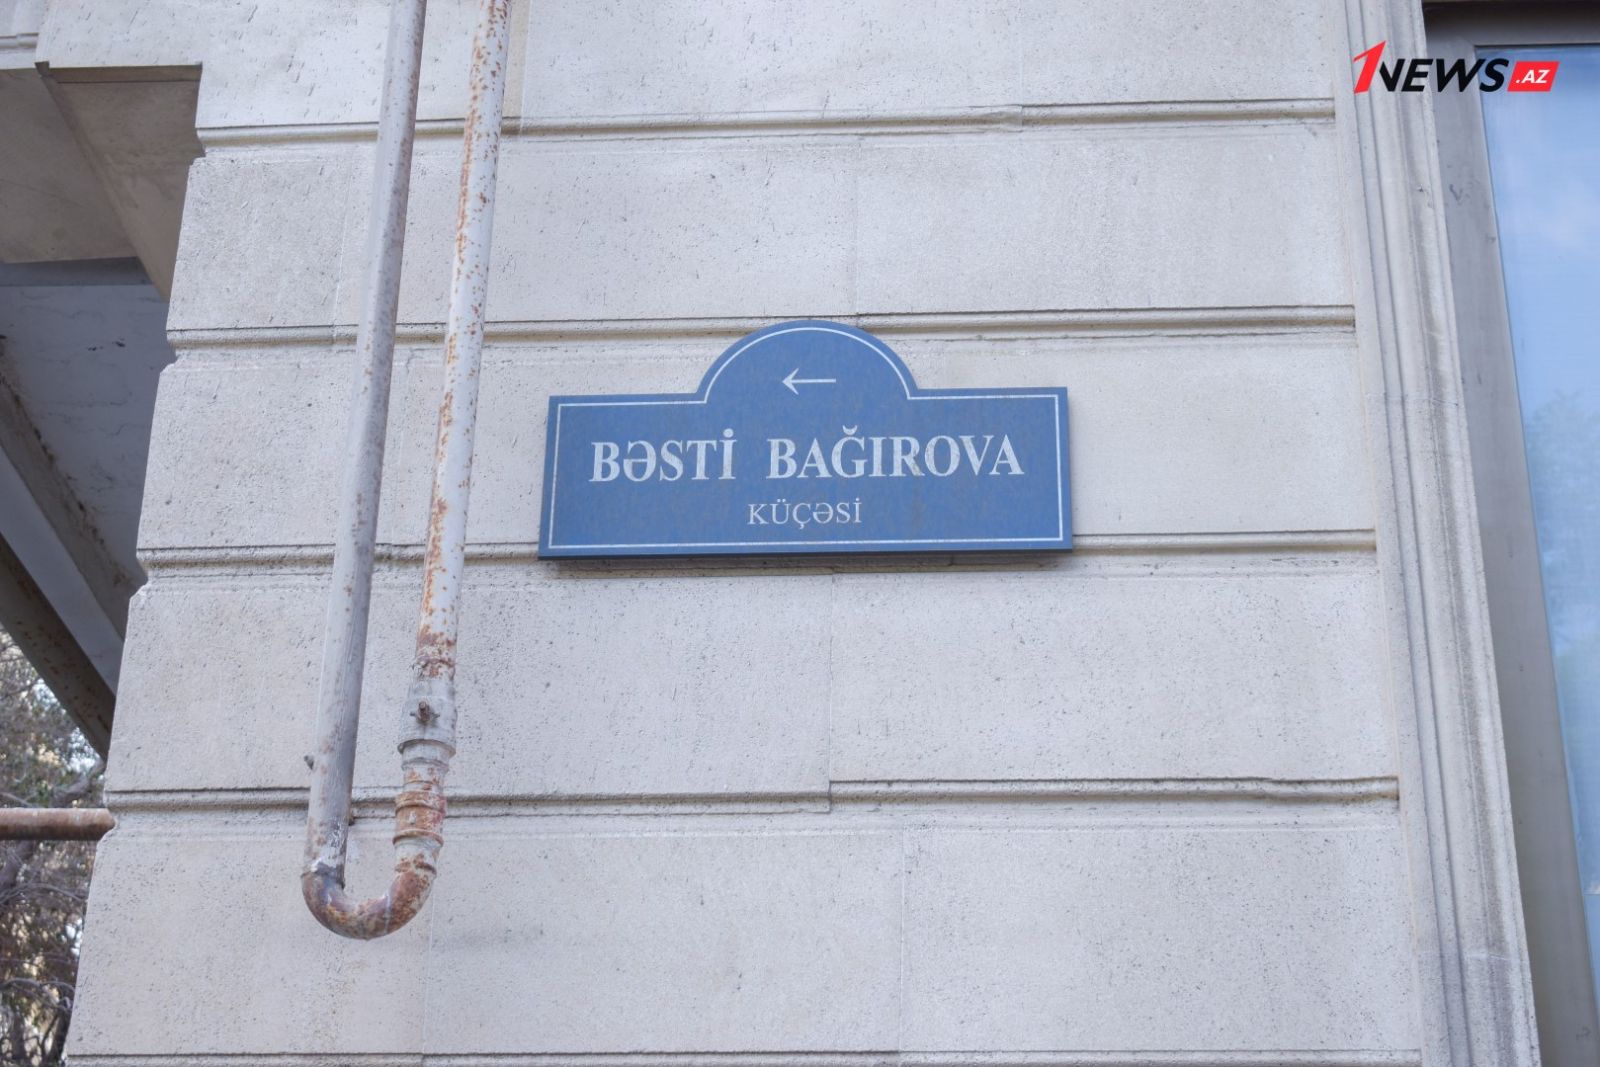 1NEWS.AZ
←
BƏSTİ BAĞIROVA
KÜÇƏSİ